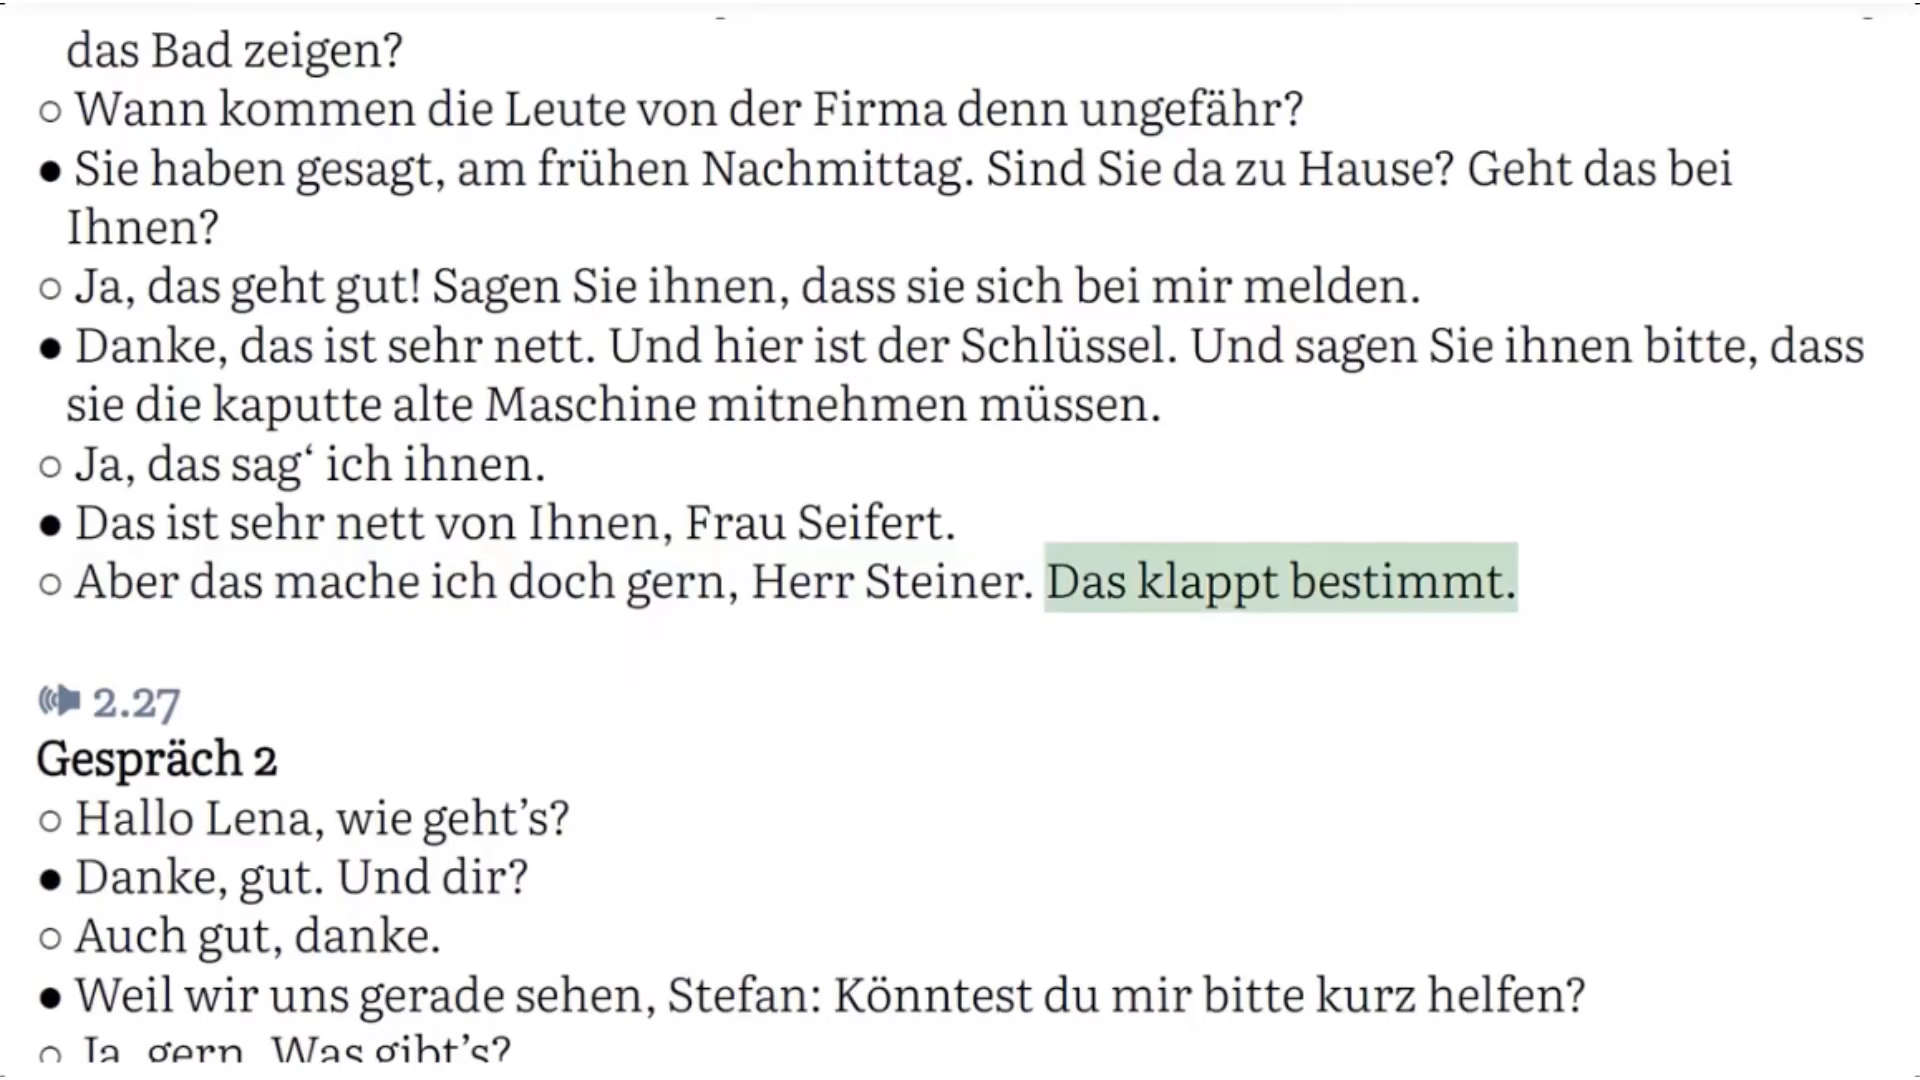 das Bad zeigen?
○ Wann kommen die Leute von der Firma denn ungefähr?
● Sie haben gesagt, am frühen Nachmittag. Sind Sie da zu Hause? Geht das bei
Ihnen?
○ Ja, das geht gut! Sagen Sie ihnen, dass sie sich bei mir melden.
● Danke, das ist sehr nett. Und hier ist der Schlüssel. Und sagen Sie ihnen bitte, dass
sie die kaputte alte Maschine mitnehmen müssen.
○ Ja, das sag‘ ich ihnen.
● Das ist sehr nett von Ihnen, Frau Seifert.
○ Aber das mache ich doch gern, Herr Steiner. Das klappt bestimmt.
2.27
Gespräch 2
○ Hallo Lena, wie geht’s?
● Danke, gut. Und dir?
○ Auch gut, danke.
● Weil wir uns gerade sehen, Stefan: Könntest du mir bitte kurz helfen?
○ Ja, gern. Was gibt’s?